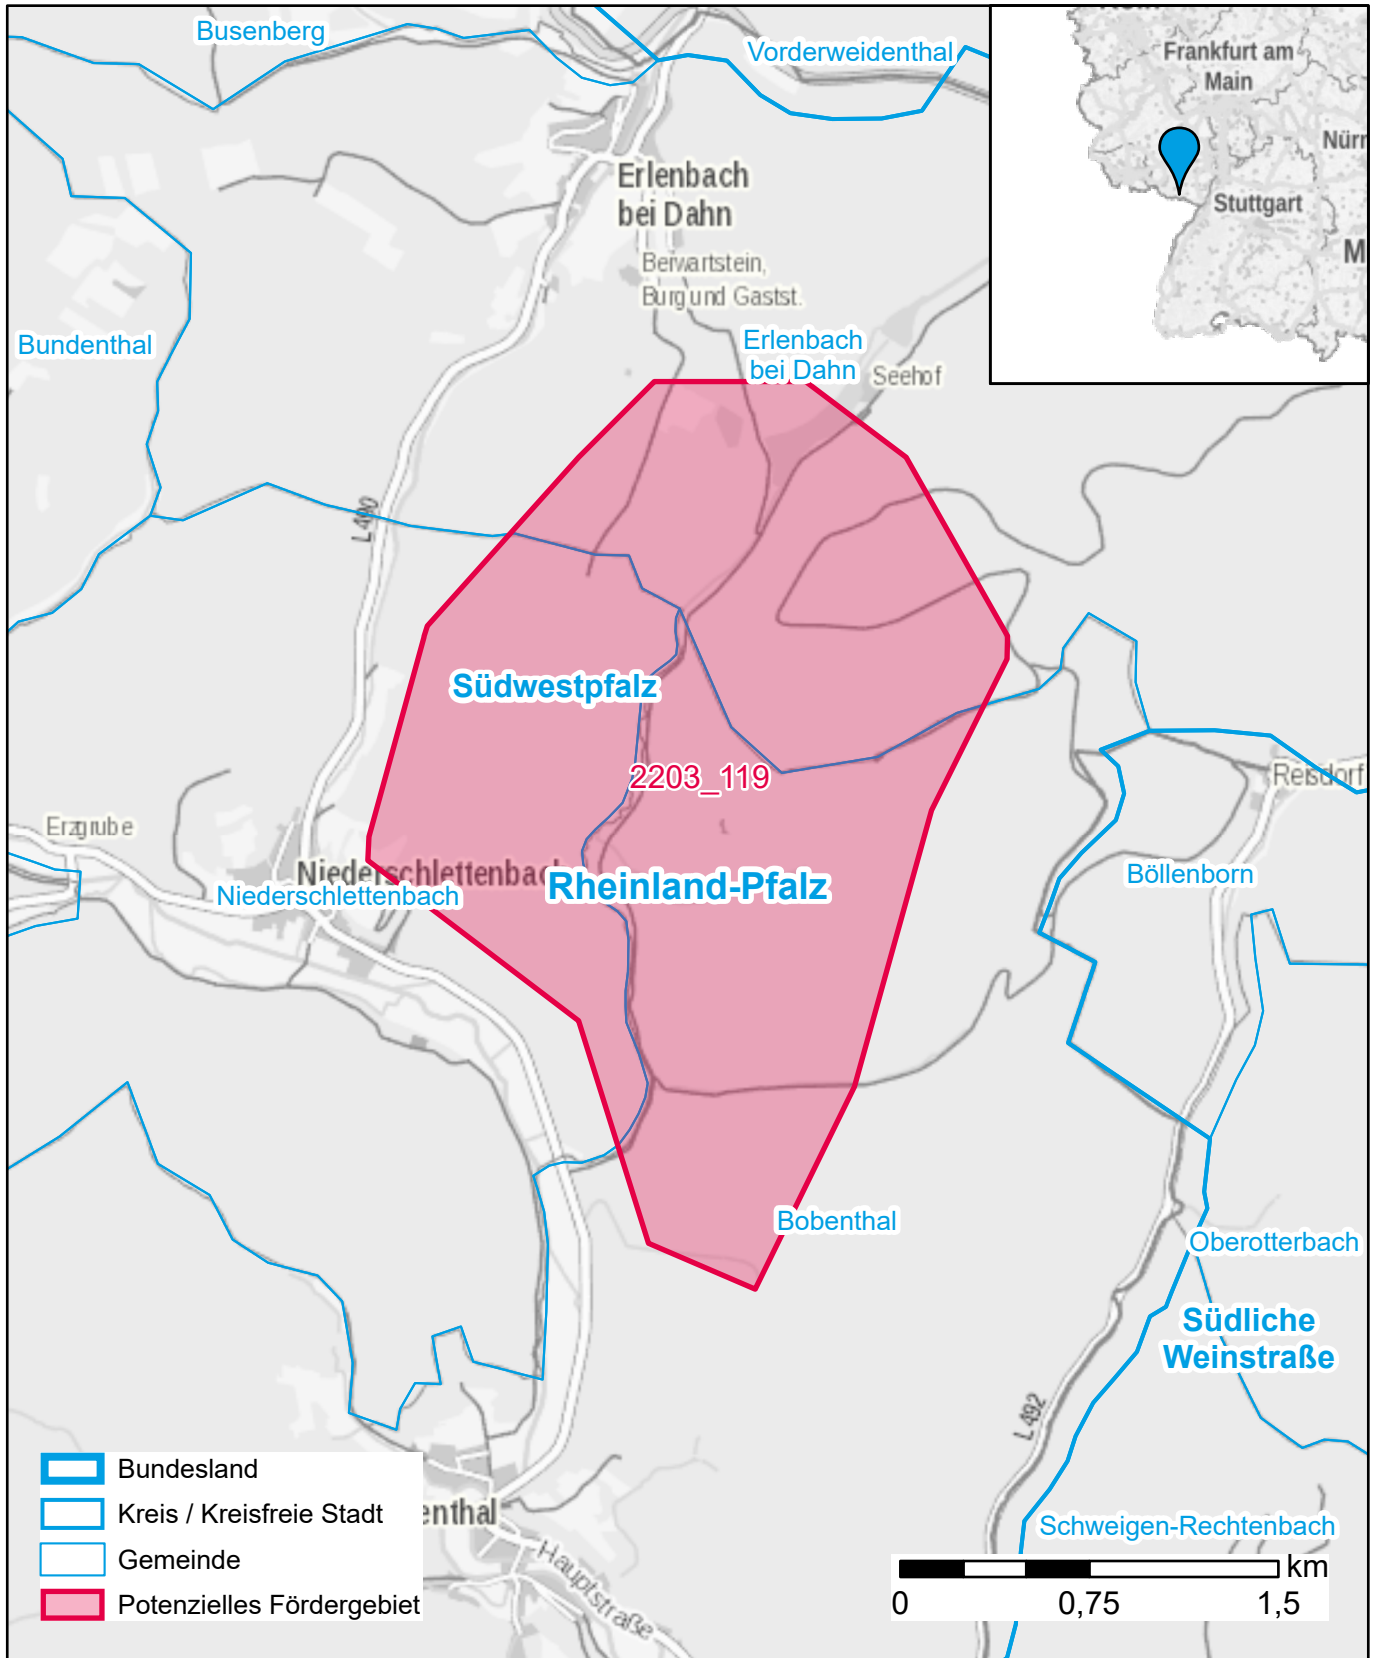 Busenberg
Vorderweidenthal
Frankfurt am
Main
Stuttgart
Erlenbach
bei Dahn
Berwartstein,
Burg und Gastst.
Bundenthal
Erlenbach
bei Dahn
Seehof
L490
Südwestpfalz
2203_119
Reisdorf
Erzgrube
Niederschlettenbach
Niederschlettenbach
Rheinland-Pfalz
Böllenborn
Bobenthal
Oberotterbach
Südliche
Weinstraße
L492
Bundesland
Kreis / Kreisfreie Stadt
Gemeinde
Potenzielles Fördergebiet
enthal
Hauptstraße
Schweigen-Rechtenbach
km
0 0,75 1,5